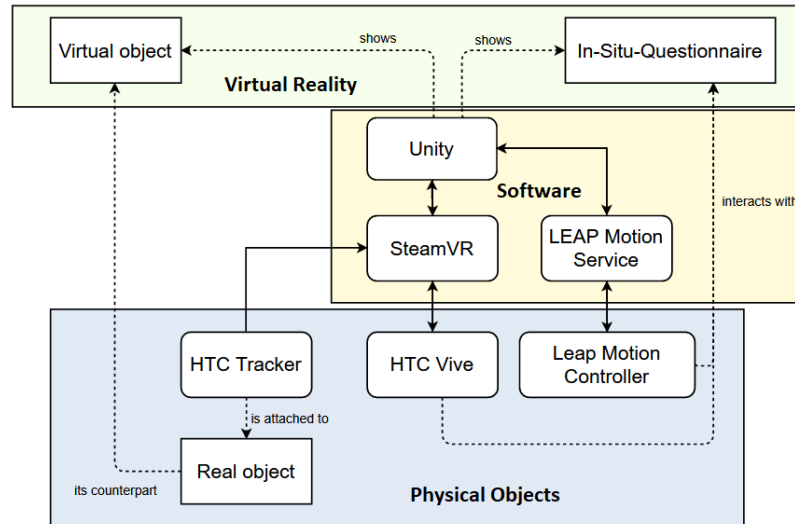 shows
shows
Virtual object
In-Situ-Questionnaire
Virtual Reality
Unity
Software
interacts with
SteamVR
LEAP Motion
Service
HTC Tracker
HTC Vive
Leap Motion
Controller
is attached to
Real object
its counterpart
Physical Objects